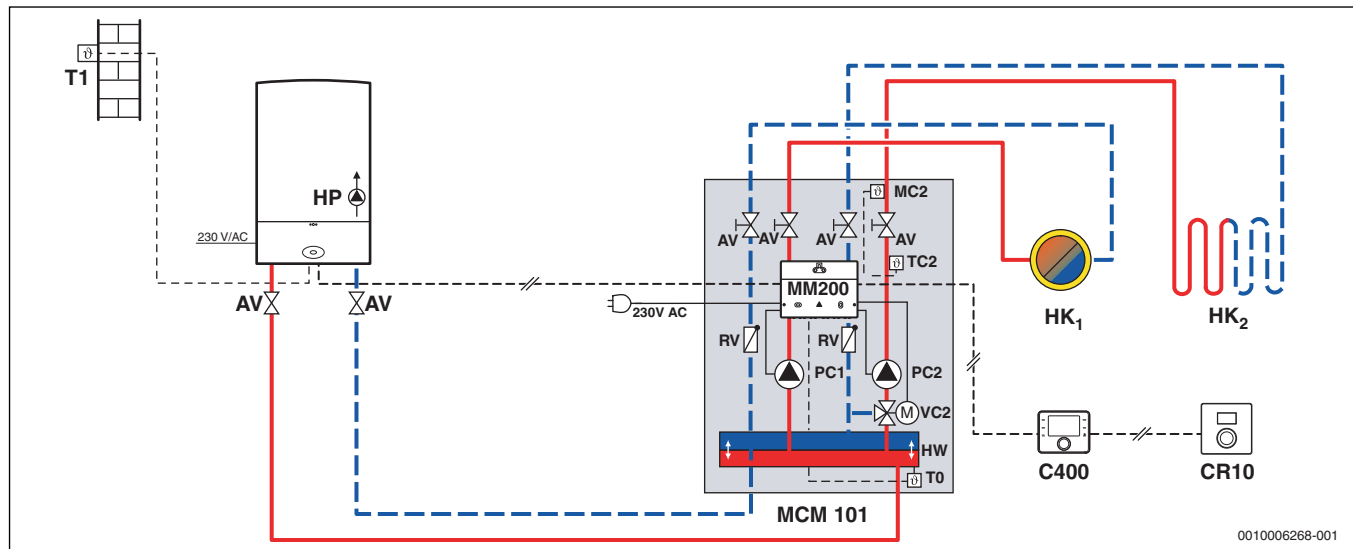 ϑ
T1
HP
230 V/AC
AV
AV
ϑ
MC2
AV
AV
AV
AV
ϑ
TC2
MM200
230V AC
RV
RV
PC1
PC2
M
VC2
HW
ϑ
T0
MCM 101
HK₁
HK₂
C400
CR10
0010006268-001